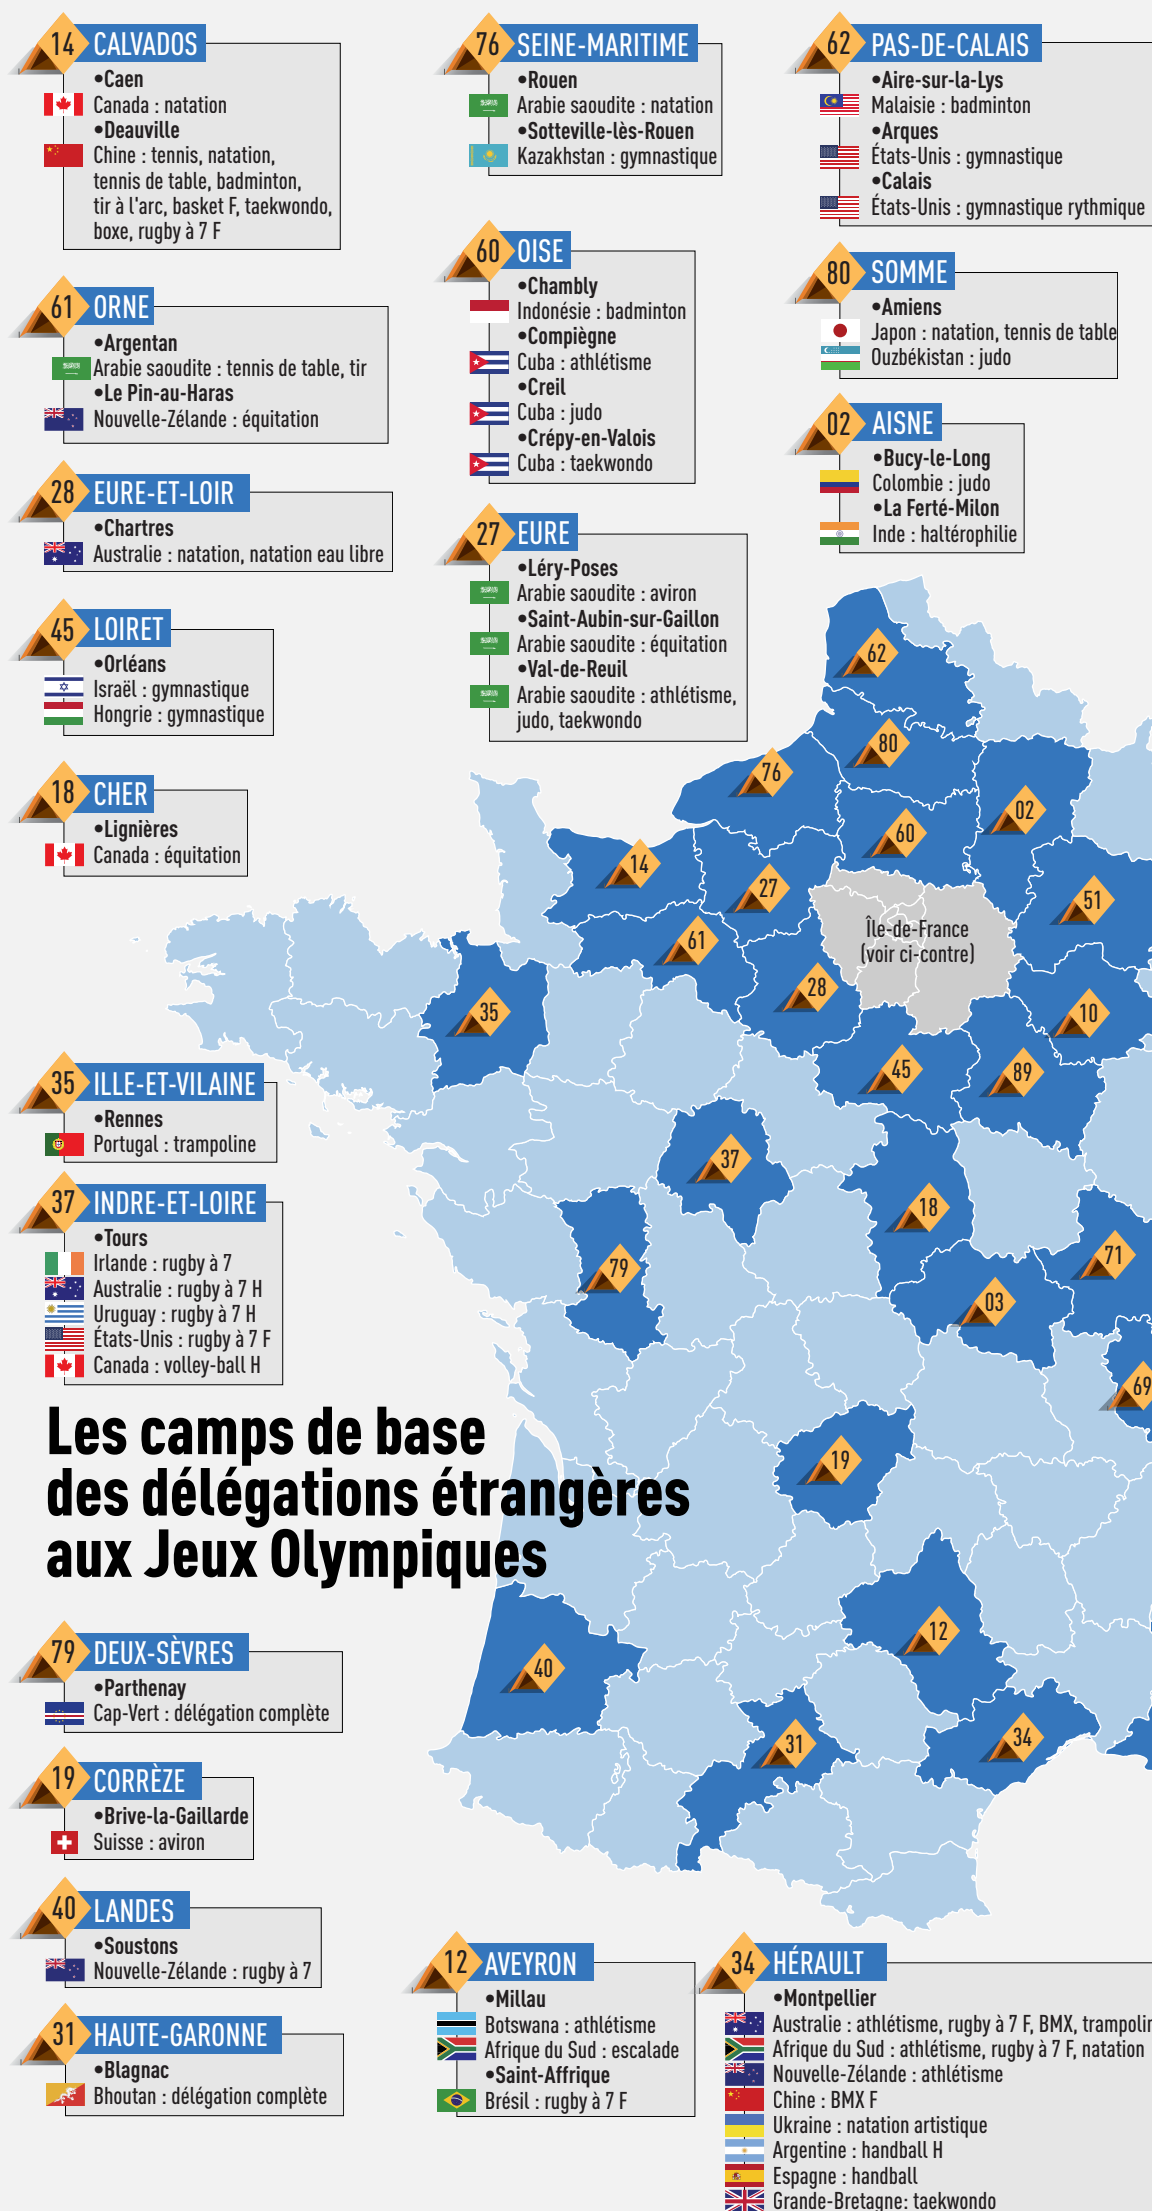 14 CALVADOS
•Caen
Canada : natation
•Deauville
Chine : tennis, natation,
tennis de table, badminton,
tir à l'arc, basket F, taekwondo,
boxe, rugby à 7 F
61 ORNE
•Argentan
Arabie saoudite : tennis de table, tir
•Le Pin-au-Haras
Nouvelle-Zélande : équitation
28 EURE-ET-LOIR
•Chartres
Australie : natation, natation eau libre
45 LOIRET
•Orléans
Israël : gymnastique
Hongrie : gymnastique
18 CHER
•Lignières
Canada : équitation
76 SEINE-MARITIME
•Rouen
Arabie saoudite : natation
•Sotteville-lès-Rouen
Kazakhstan : gymnastique
60 OISE
•Chambly
Indonésie : badminton
•Compiègne
Cuba : athlétisme
•Creil
Cuba : judo
•Crépy-en-Valois
Cuba : taekwondo
27 EURE
•Léry-Poses
Arabie saoudite : aviron
•Saint-Aubin-sur-Gaillon
Arabie saoudite : équitation
•Val-de-Reuil
Arabie saoudite : athlétisme,
judo, taekwondo
62 PAS-DE-CALAIS
•Aire-sur-la-Lys
Malaisie : badminton
•Arques
États-Unis : gymnastique
•Calais
États-Unis : gymnastique rythmique
80 SOMME
•Amiens
Japon : natation, tennis de table
Ouzbékistan : judo
02 AISNE
•Bucy-le-Long
Colombie : judo
•La Ferté-Milon
Inde : haltérophilie
62
80
76
02
60
14
27
51
61
Île-de-France
(voir ci-contre)
28
35
10
45
89
37
18
71
79
03
69
19
12
40
31
34
35 ILLE-ET-VILAINE
•Rennes
Portugal : trampoline
37 INDRE-ET-LOIRE
•Tours
Irlande : rugby à 7
Australie : rugby à 7 H
Uruguay : rugby à 7 H
États-Unis : rugby à 7 F
Canada : volley-ball H
Les camps de base
des délégations étrangères
aux Jeux Olympiques
79 DEUX-SÈVRES
•Parthenay
Cap-Vert : délégation complète
19 CORRÈZE
•Brive-la-Gaillarde
Suisse : aviron
40 LANDES
•Soustons
Nouvelle-Zélande : rugby à 7
31 HAUTE-GARONNE
•Blagnac
Bhoutan : délégation complète
12 AVEYRON
•Millau
Botswana : athlétisme
Afrique du Sud : escalade
•Saint-Affrique
Brésil : rugby à 7 F
34 HÉRAULT
•Montpellier
Australie : athlétisme, rugby à 7 F, BMX, trampolin
Afrique du Sud : athlétisme, rugby à 7 F, natation
Nouvelle-Zélande : athlétisme
Chine : BMX F
Ukraine : natation artistique
Argentine : handball H
Espagne : handball
Grande-Bretagne: taekwondo